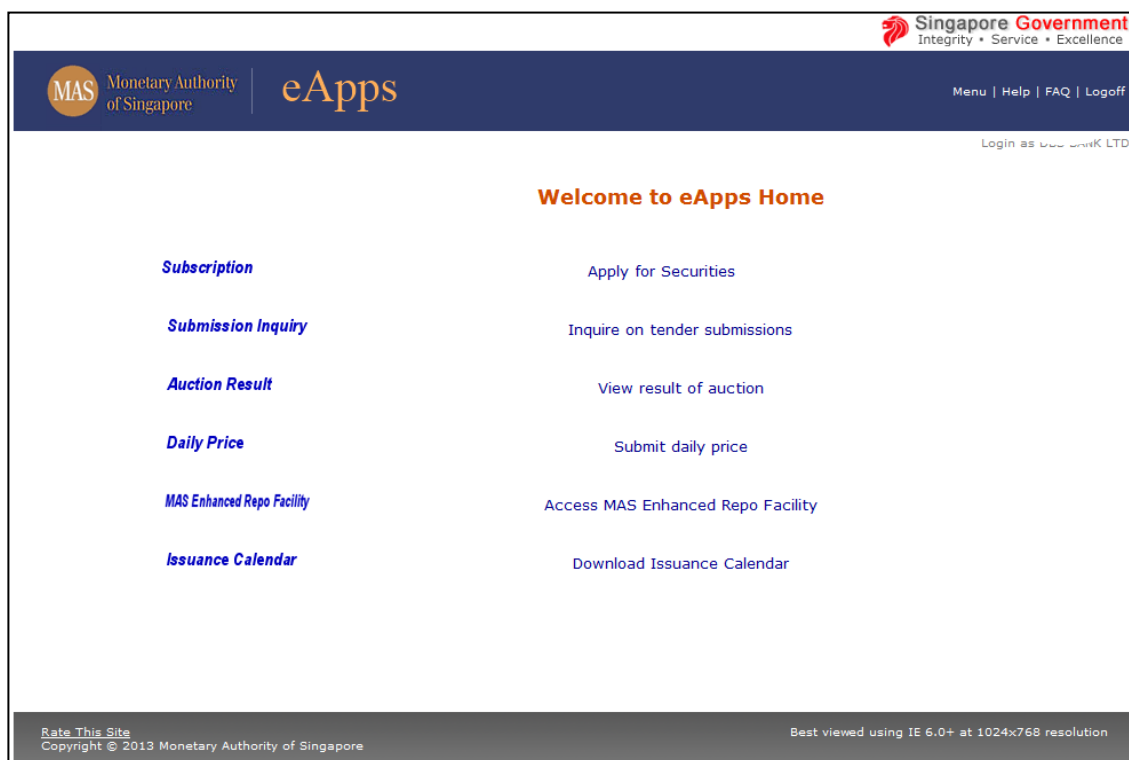 Singapore Government
Integrity • Service • Excellence
MAS Monetary Authority of Singapore
eApps
Menu | Help | FAQ | Logoff
Login as LTD
Welcome to eApps Home
Subscription Apply for Securities
Submission Inquiry Inquire on tender submissions
Auction Result View result of auction
Daily Price Submit daily price
MAS Enhanced Repo Facility Access MAS Enhanced Repo Facility
Issuance Calendar Download Issuance Calendar
Rate This Site
Copyright © 2013 Monetary Authority of Singapore
Best viewed using IE 6.0+ at 1024x768 resolution